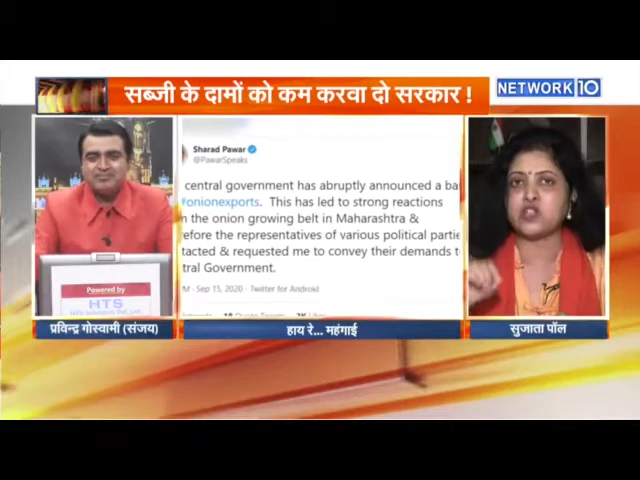 सब्जी के दामों को कम करवा दो सरकार !
NETWORK 10
Sharad Pawar
@PawarSpeaks
central government has abruptly announced a ba
#onionexports. This has led to strong reactions
the onion growing belt in Maharashtra &
efore the representatives of various political partie
tacted & requested me to convey their demands t
tral Government.
M - Sep 15, 2020 · Twitter for Android
Powered by
HTS
प्रविन्द्र गोस्वामी (संजय)
हाय रे... महंगाई
सुजाता पॉल